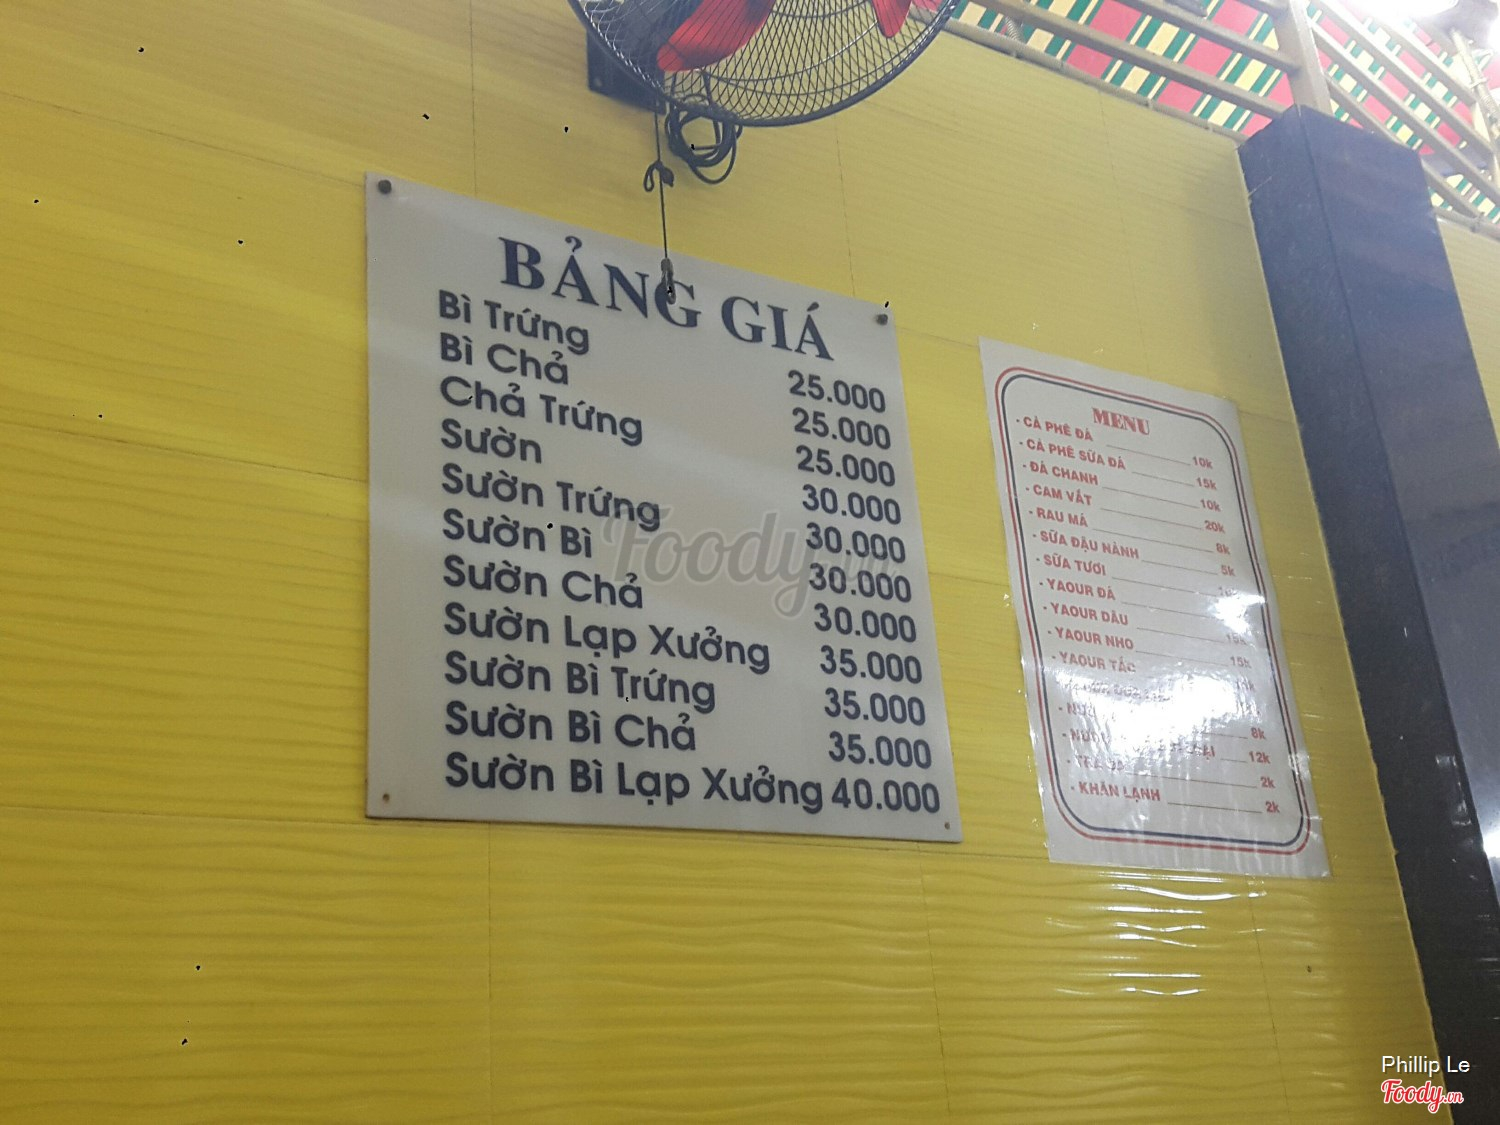 BẢNG GIÁ
Bì Trứng 25.000
Bì Chả 25.000
Chả Trứng 25.000
Sườn 30.000
Sườn Trứng 30.000
Sườn Bì 30.000
Sườn Chả 30.000
Sườn Lạp Xưởng 35.000
Sườn Bì Trứng 35.000
Sườn Bì Chả 35.000
Sườn Bì Lạp Xưởng 40.000
MENU
- CÀ PHÊ ĐÁ 10k
- CÀ PHÊ SỮA ĐÁ 15k
- ĐÁ CHANH 10k
- CAM VẮT 20k
- RAU MÁ 8k
- SỮA ĐẬU NÀNH 5k
- SỮA TƯƠI
- YAOUR ĐÁ
- YAOUR DÂU
- YAOUR NHO 15k
- YAOUR TẮC
8k
12k
2k
- KHĂN LẠNH 2k
Foody.vn
Phillip Le
Foody.vn